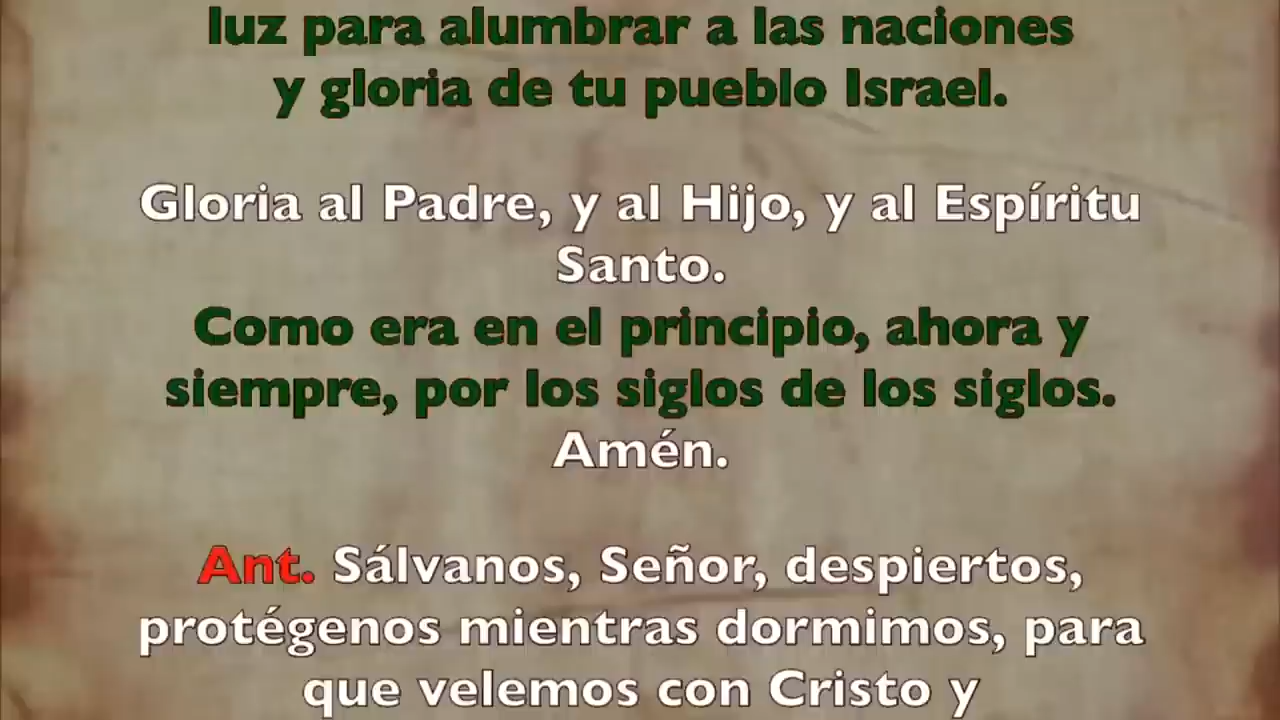 luz para alumbrar a las naciones
y gloria de tu pueblo Israel.
Gloria al Padre, y al Hijo, y al Espíritu
Santo.
Como era en el principio, ahora y
siempre, por los siglos de los siglos.
Amén.
Ant. Sálvanos, Señor, despiertos,
protégenos mientras dormimos, para
que velemos con Cristo y